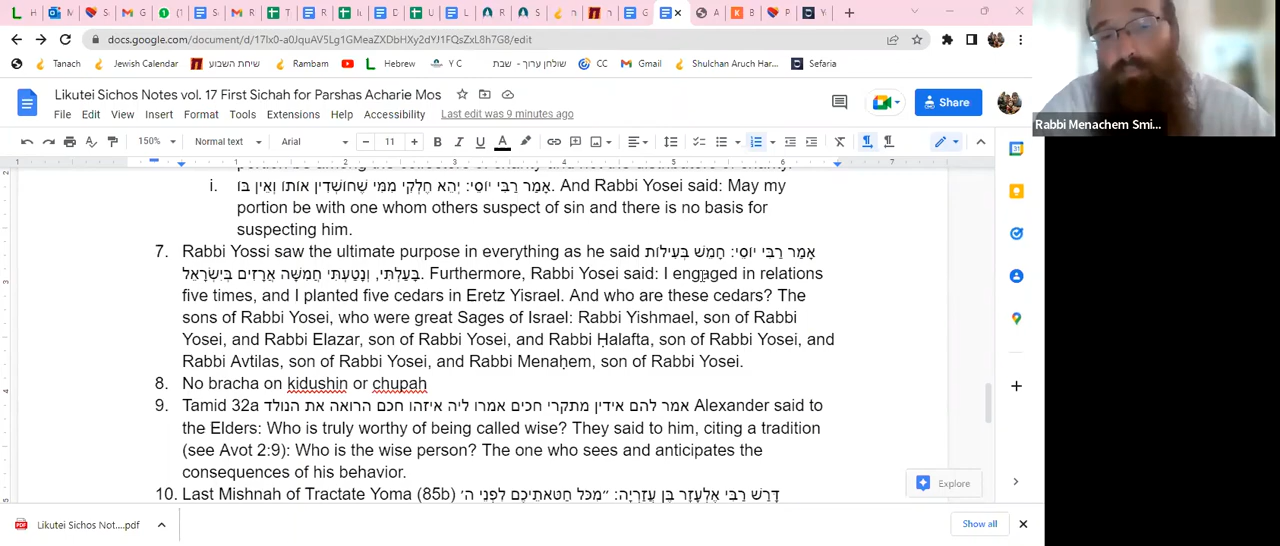 H
M
S
(1)
G
R
T
R
I
D
U
L
R
S
ה
ה
G
A
K
P
Y
docs.google.com/document/d/17Ix0-a0JquAV5Lg1GMeaZXDbHXy2dYJ1FQsZxL8h7G8/edit
Tanach Jewish Calendar שיחת השבוע Rambam Hebrew Y C שולחן ערוך - שבת CC Gmail Shulchan Aruch Har... Sefaria
Likutei Sichos Notes vol. 17 First Sichah for Parshas Acharie Mos
File Edit View Insert Format Tools Extensions Help Accessibility Last edit was 9 minutes ago
Share
150% Normal text Arial − 11 + B I U A
1 1 2 3 4 5 6 7
i. אָמַר רַבִּי יוֹסֵי: יְהֵא חֶלְקִי מִמִּי שֶׁחוֹשְׁדִין אוֹתוֹ וְאֵין בּוֹ. And Rabbi Yosei said: May my
portion be with one whom others suspect of sin and there is no basis for
suspecting him.
7. Rabbi Yossi saw the ultimate purpose in everything as he said אָמַר רַבִּי יוֹסֵי: חָמֵשׁ בְּעִילוֹת
בָּעַלְתִּי, וְנָטַעְתִּי חֲמִשָּׁה אֲרָזִים בְּיִשְׂרָאֵל. Furthermore, Rabbi Yosei said: I engaged in relations
five times, and I planted five cedars in Eretz Yisrael. And who are these cedars? The
sons of Rabbi Yosei, who were great Sages of Israel: Rabbi Yishmael, son of Rabbi
Yosei, and Rabbi Elazar, son of Rabbi Yosei, and Rabbi Ḥalafta, son of Rabbi Yosei, and
Rabbi Avtilas, son of Rabbi Yosei, and Rabbi Menaḥem, son of Rabbi Yosei.
8. No bracha on kidushin or chupah
9. Tamid 32a אמר להם אידין מתקרי חכים אמרו ליה איזהו חכם הרואה את הנולד Alexander said to
the Elders: Who is truly worthy of being called wise? They said to him, citing a tradition
(see Avot 2:9): Who is the wise person? The one who sees and anticipates the
consequences of his behavior.
10. Last Mishnah of Tractate Yoma (85b) דָּרַשׁ רַבִּי אֶלְעָזָר בֶּן עֲזַרְיָה: ״מִכֹּל חַטֹּאתֵיכֶם לִפְנֵי ה׳
Explore
Likutei Sichos Not....pdf
Show all
Rabbi Menachem Smi...